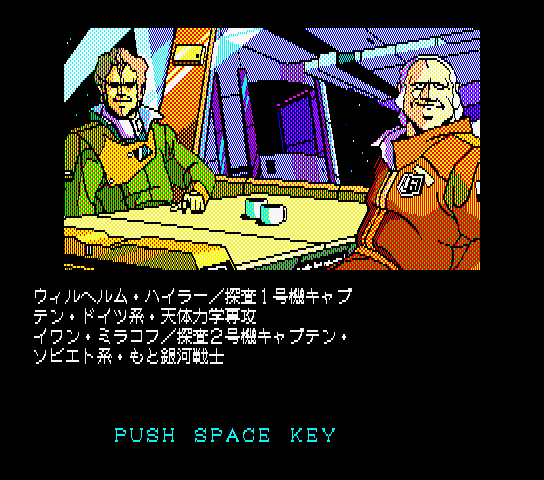 ウィルヘルム・ハイラー／探査１号機キャプ
テン・ドイツ系・天体力学専攻
イワン・ミラコフ／探査２号機キャプテン・
ソビエト系・もと銀河戦士
PUSH SPACE KEY